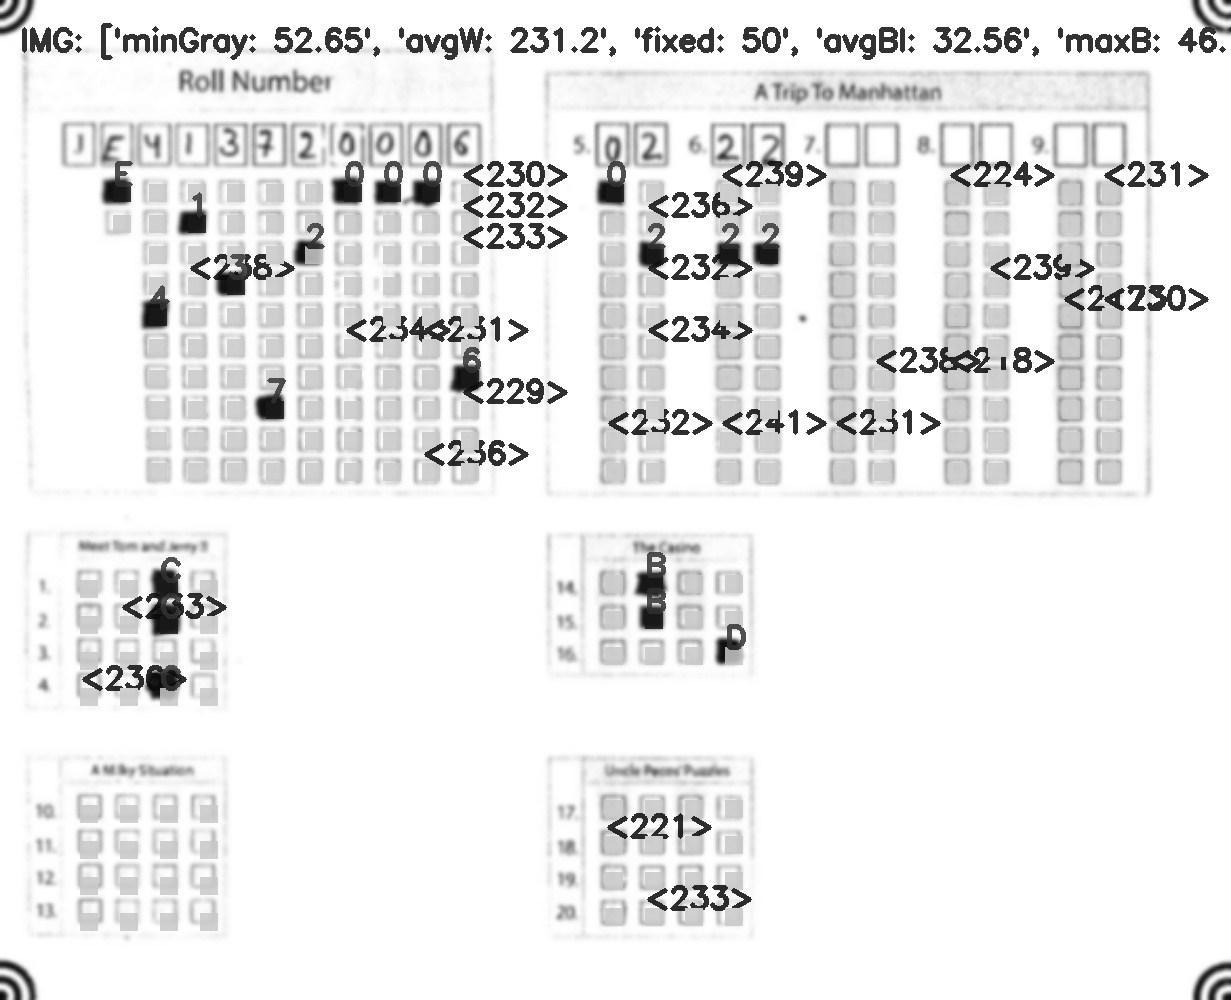 IMG: ['minGray: 52.65', 'avgW: 231.2', 'fixed: 50', 'avgBl: 32.56', 'maxB: 46.
Roll Number
J E 4 1 3 7 2 0 0 0 6
E 0 0 0 <230>
1 <232>
2 <233>
<238>
4
<234> <231>
6
7 <229>
<236>
A Trip To Manhattan
5. 0 2 6. 2 2 7. 8. 9.
0 <239> <224> <231>
<236>
2 2 2
<232> <239>
<230>
<234>
<238>
<232> <241> <231>
Meet Tom and Jerry !!
1. C
<233>
2.
3.
4.
The Casino
14. B
15. B
16. D
A Milky Situation
10.
11.
12.
13.
Uncle Paces' Puzzles
17.
<221>
18.
19.
<233>
20.